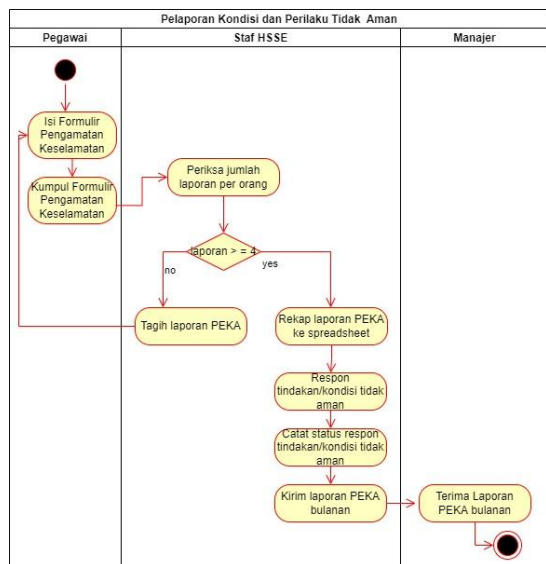 Pelaporan Kondisi dan Perilaku Tidak Aman
Pegawai
Staf HSSE
Manajer
Isi Formulir
Pengamatan
Keselamatan
Kumpul Formulir
Pengamatan
Keselamatan
Periksa jumlah
laporan per orang
laporan > = 4
no
yes
Tagih laporan PEKA
Rekap laporan PEKA
ke spreadsheet
Respon
tindakan/kondisi tidak
aman
Catat status respon
tindakan/kondisi tidak
aman
Kirim laporan PEKA
bulanan
Terima Laporan
PEKA bulanan